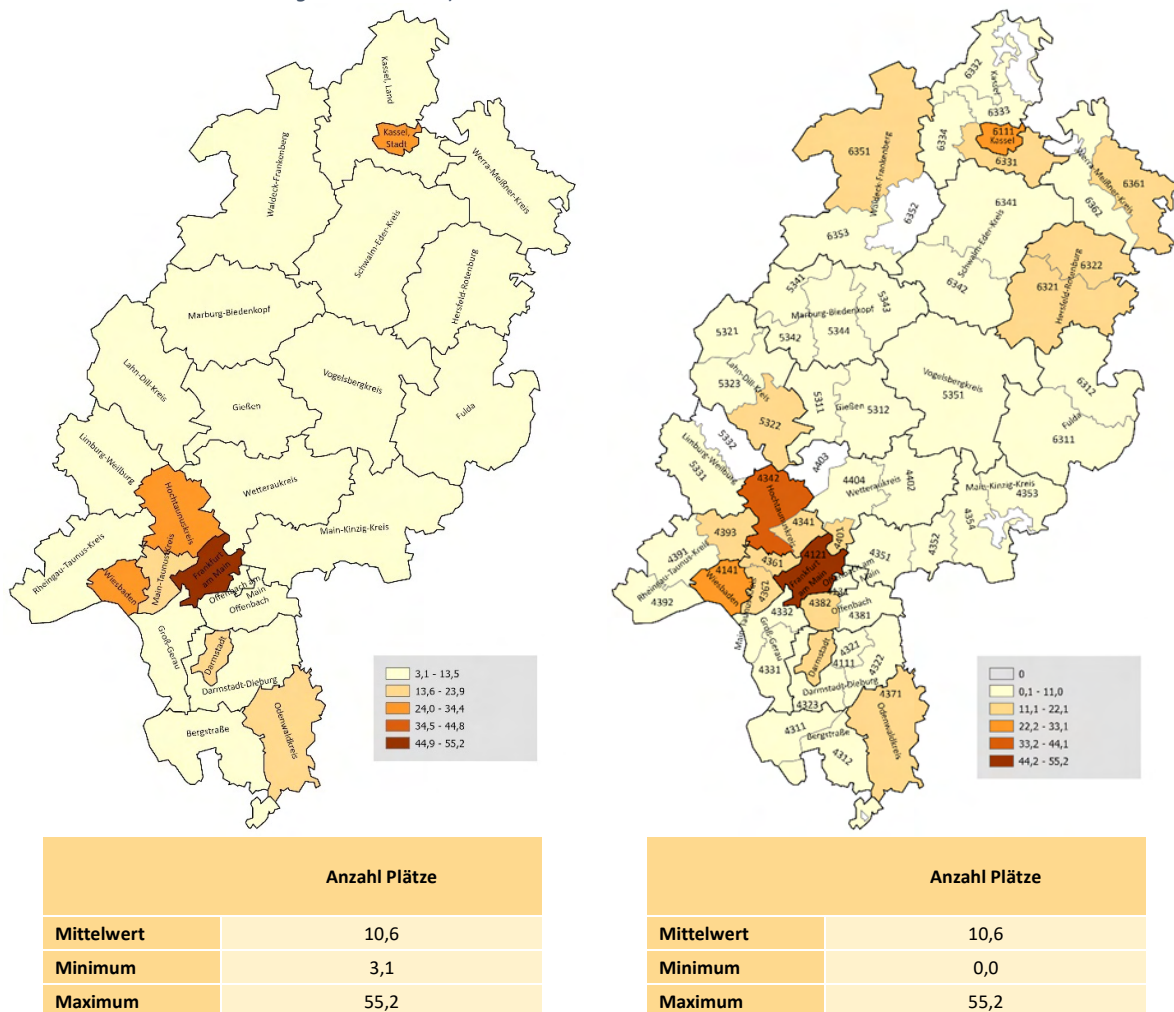 Kassel, Land
Kassel,
Stadt
Waldeck-Frankenberg
Werra-Meißner-Kreis
Schwalm-Eder-Kreis
Hersfeld-Rotenburg
Marburg-Biedenkopf
Lahn-Dill-Kreis
Gießen
Vogelsbergkreis
Fulda
Limburg-Weilburg
Hochtaunuskreis
Wetteraukreis
Main-Kinzig-Kreis
Rheingau-Taunus-Kreis
Wiesbaden
Main-Taunus-Kreis
Frankfurt
am Main
Offenbach am
Main
Offenbach
Groß-Gerau
Darmstadt
Darmstadt-Dieburg
Bergstraße
Odenwaldkreis
3,1 - 13,5
13,6 - 23,9
24,0 - 34,4
34,5 - 44,8
44,9 - 55,2
6332
Kassel
6333
6334
6111
Kassel
6331
6351
Waldeck-Frankenberg
6352
6353
Werra-Meißner-Kreis
6361
6362
6341
Schwalm-Eder-Kreis
6342
6322
6321
Hersfeld-Rotenburg
5341
5343
Marburg-Biedenkopf
5342
5344
5321
Lahn-Dill-Kreis
5323
5322
5311
Gießen
5312
Vogelsbergkreis
5351
6312
Fulda
6311
5332
Limburg-Weilburg
5331
4403
4342
Hochtaunuskreis
4341
4404
Wetteraukreis
4402
4401
Main-Kinzig-Kreis
4353
4354
4352
4351
4393
4391
Rheingau-Taunus-Kreis
4392
4141
Wiesbaden
4361
4362
4121
Frankfurt
am Main
Main
4332
4382
Offenbach
4381
Groß-Gerau
4331
Darmstadt
4111
4321
4322
Darmstadt-Dieburg
4323
4311
Bergstraße
4312
4371
Odenwaldkreis
0
0,1 - 11,0
11,1 - 22,1
22,2 - 33,1
33,2 - 44,1
44,2 - 55,2
Anzahl Plätze
Mittelwert 10,6
Minimum 3,1
Maximum 55,2
Anzahl Plätze
Mittelwert 10,6
Minimum 0,0
Maximum 55,2